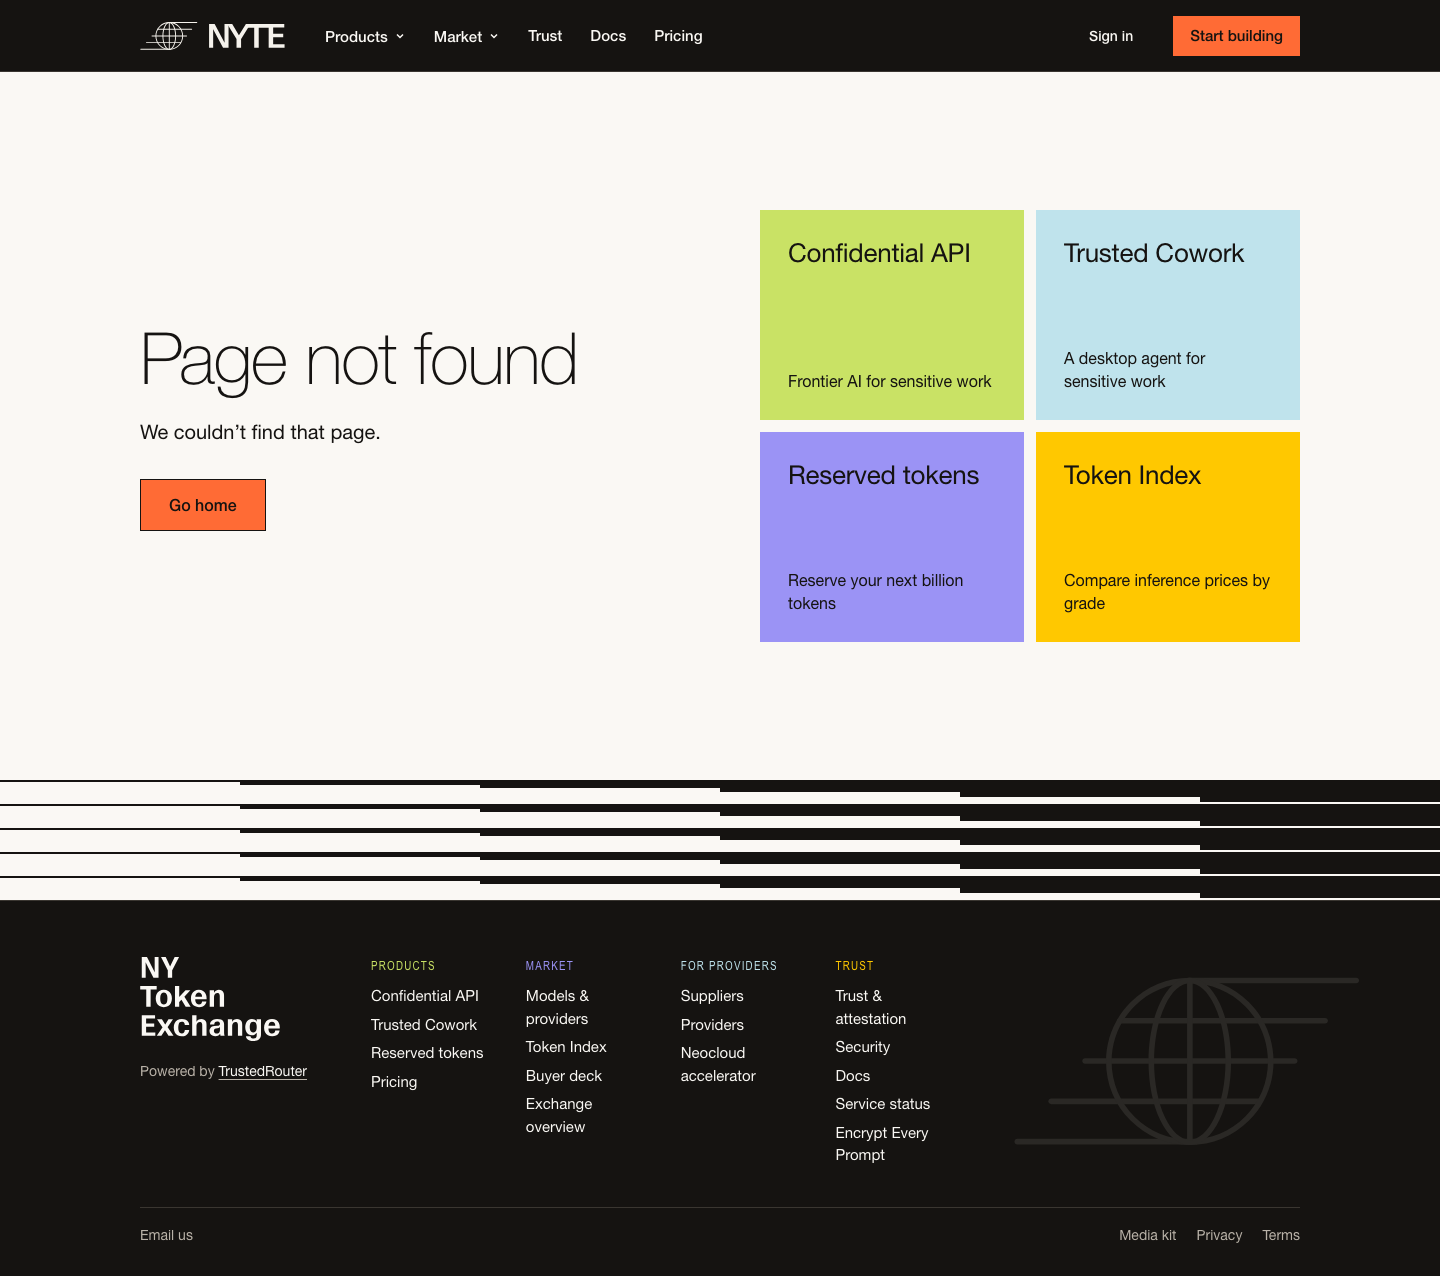 NYTE
Products
Market
Trust
Docs
Pricing
Sign in
Start building
Page not found
We couldn’t find that page.
Go home
Confidential API
Frontier AI for sensitive work
Trusted Cowork
A desktop agent for
sensitive work
Reserved tokens
Reserve your next billion
tokens
Token Index
Compare inference prices by
grade
NY
Token
Exchange
Powered by TrustedRouter
PRODUCTS
Confidential API
Trusted Cowork
Reserved tokens
Pricing
MARKET
Models &
providers
Token Index
Buyer deck
Exchange
overview
FOR PROVIDERS
Suppliers
Providers
Neocloud
accelerator
TRUST
Trust &
attestation
Security
Docs
Service status
Encrypt Every
Prompt
Email us
Media kit
Privacy
Terms